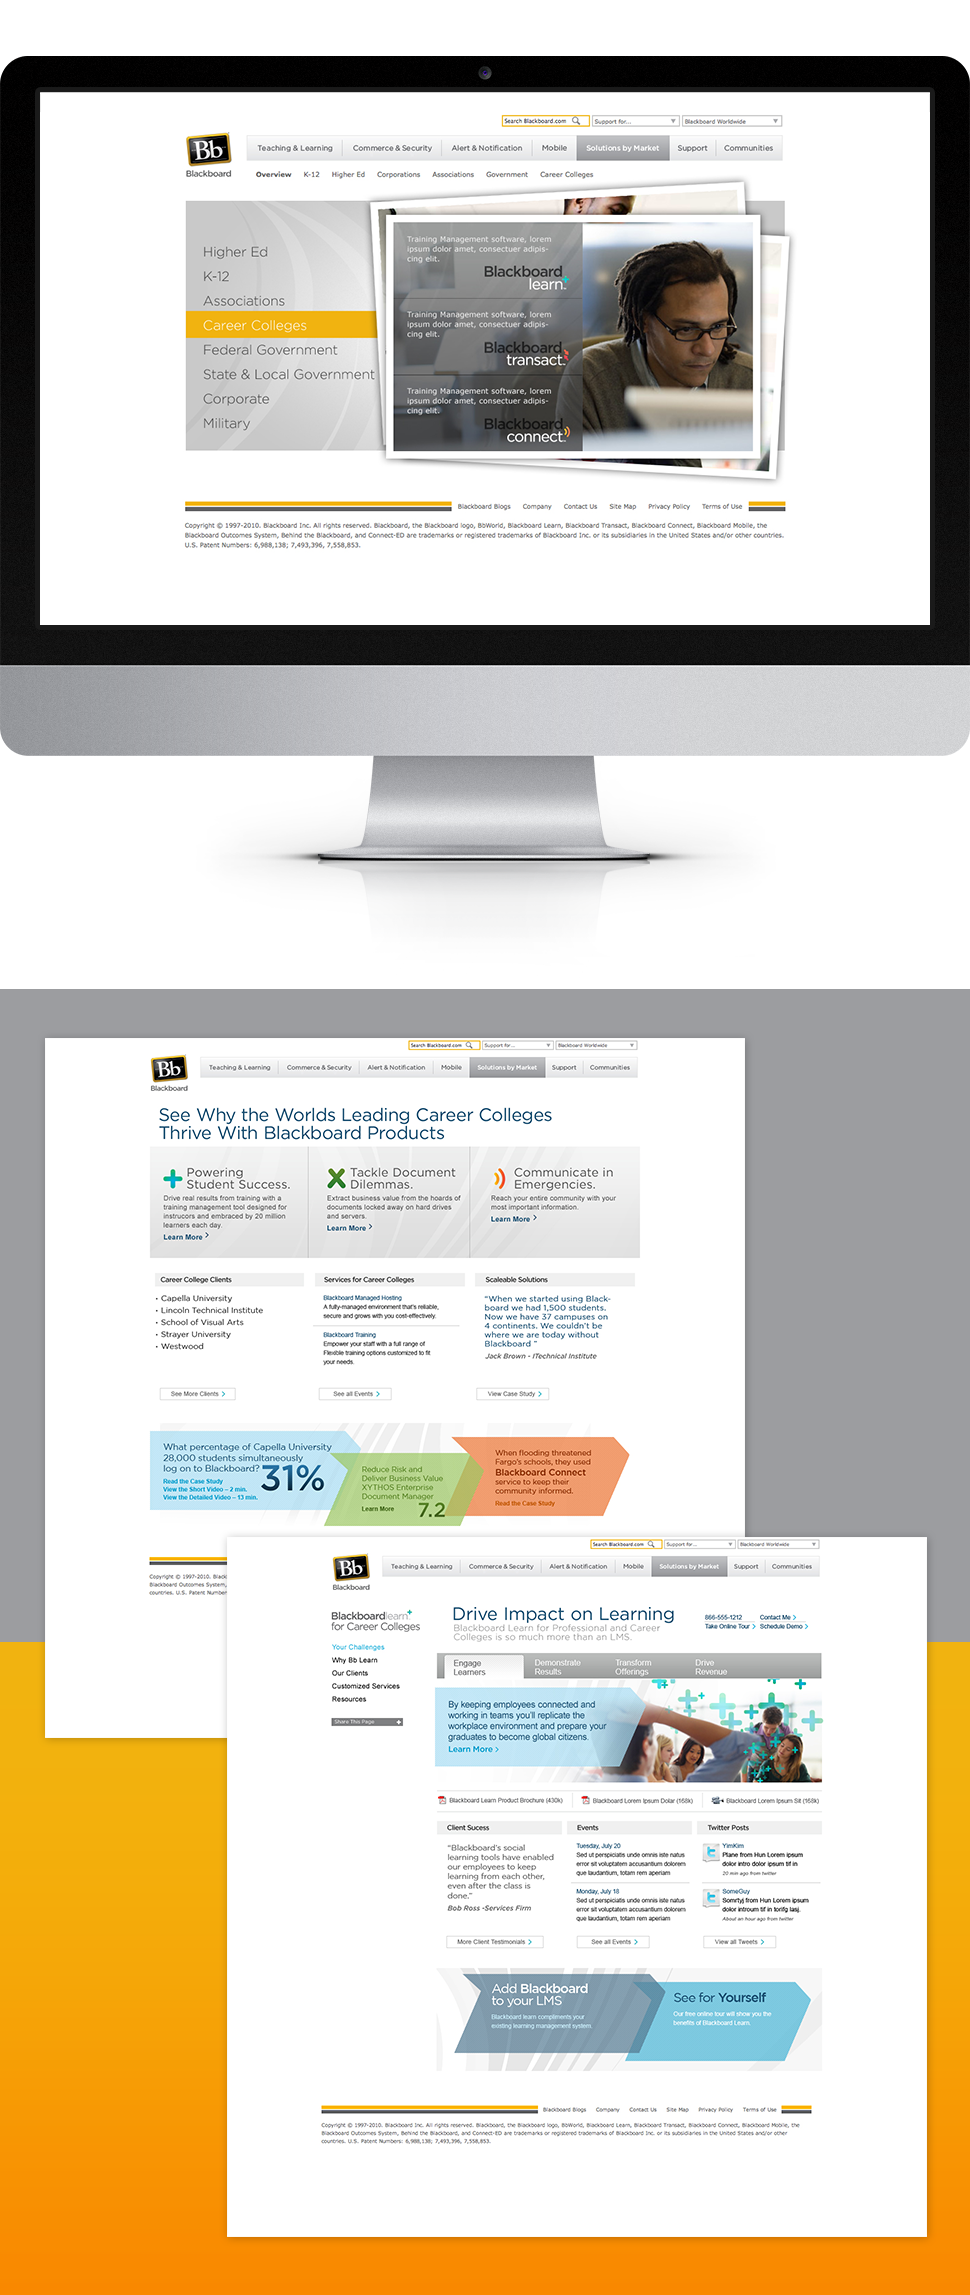 Search Blackboard.com
Support for...
Blackboard Worldwide
Bb
Blackboard
Teaching & Learning
Commerce & Security
Alert & Notification
Mobile
Solutions by Market
Support
Communities
Overview
K-12
Higher Ed
Corporations
Associations
Government
Career Colleges
Higher Ed
K-12
Associations
Career Colleges
Federal Government
State & Local Government
Corporate
Military
Training Management software, lorem
ipsum dolor amet, consectuer adipis-
cing elit.
Blackboard
learn
Training Management software, lorem
ipsum dolor amet, consectuer adipis-
cing elit.
Blackboard
transact
Training Management software, lorem
ipsum dolor amet, consectuer adipis-
cing elit.
Blackboard
connect
Blackboard Blogs
Company
Contact Us
Site Map
Privacy Policy
Terms of Use
Copyright © 1997-2010. Blackboard Inc. All rights reserved. Blackboard, the Blackboard logo, BbWorld, Blackboard Learn, Blackboard Transact, Blackboard Connect, Blackboard Mobile, the
Blackboard Outcomes System, Behind the Blackboard, and Connect-ED are trademarks or registered trademarks of Blackboard Inc. or its subsidiaries in the United States and/or other countries.
U.S. Patent Numbers: 6,988,138; 7,493,396, 7,558,853.
Search Blackboard.com
Support for...
Blackboard Worldwide
Bb
Blackboard
Teaching & Learning
Commerce & Security
Alert & Notification
Mobile
Solutions by Market
Support
Communities
See Why the Worlds Leading Career Colleges
Thrive With Blackboard Products
Powering
Student Success.
Drive real results from training with a
training management tool designed for
instrucors and embraced by 20 million
learners each day.
Learn More >
Tackle Document
Dilemmas.
Extract business value from the hoards of
documents locked away on hard drives
and servers.
Learn More >
Communicate in
Emergencies.
Reach your entire community with your
most important information.
Learn More >
Career College Clients
• Capella University
• Lincoln Technical Institute
• School of Visual Arts
• Strayer University
• Westwood
See More Clients >
Services for Career Colleges
Blackboard Managed Hosting
A fully-managed environment that's reliable,
secure and grows with you cost-effectively.
Blackboard Training
Empower your staff with a full range of
Flexible training options customized to fit
your needs.
See all Events >
Scaleable Solutions
"When we started using Black-
board we had 1,500 students.
Now we have 37 campuses on
4 continents. We couldn't be
where we are today without
Blackboard "
Jack Brown - ITechnical Institute
View Case Study >
What percentage of Capella University
28,000 students simultaneously
log on to Blackboard?
31%
Read the Case Study
View the Short Video – 2 min.
View the Detailed Video – 13 min.
Reduce Risk and
Deliver Business Value
XYTHOS Enterprise
Document Manager
Learn More
7.2
When flooding threatened
Fargo's schools, they used
Blackboard Connect
service to keep their
community informed.
Read the Case Study
Copyright © 1997-2010. Blackboard Inc.
Blackboard Outcomes System,
countries. U.S. Patent Numbers
Search Blackboard.com
Support for...
Blackboard Worldwide
Bb
Blackboard
Teaching & Learning
Commerce & Security
Alert & Notification
Mobile
Solutions by Market
Support
Communities
Blackboardlearn
for Career Colleges
Your Challenges
Why Bb Learn
Our Clients
Customized Services
Resources
Share This Page +
Drive Impact on Learning
Blackboard Learn for Professional and Career
Colleges is so much more than an LMS.
866-555-1212
Contact Me >
Take Online Tour >
Schedule Demo >
Engage
Learners
Demonstrate
Results
Transform
Offerings
Drive
Revenue
By keeping employees connected and
working in teams you'll replicate the
workplace environment and prepare your
graduates to become global citizens.
Learn More >
Blackboard Learn Product Brochure (430k)
Blackboard Lorem Ipsum Dolar (168k)
Blackboard Lorem Ipsum Sit (168k)
Client Sucess
"Blackboard's social
learning tools have enabled
our employees to keep
learning from each other,
even after the class is
done."
Bob Ross -Services Firm
More Client Testimonials >
Events
Tuesday, July 20
Sed ut perspiciatis unde omnis iste natus
error sit voluptatem accusantium dolorem
que laudantium, totam rem aperiam
Monday, July 18
Sed ut perspiciatis unde omnis iste natus
error sit voluptatem accusantium dolorem
que laudantium, totam rem aperiam
See all Events >
Twitter Posts
YimKim
Plane from Hun Lorem ipsum
dolor intro dolor ipsum tif in
20 min ago from twitter
SomeGuy
Somrtyj from Hun Lorem ipsum
dolor introum tif in torifg lasj.
About an hour ago from twitter
View all Tweets >
Add Blackboard
to your LMS
Blackboard learn compliments your
existing learning management system.
See for Yourself
Our free online tour will show you the
benefits of Blackboard Learn.
Blackboard Blogs
Company
Contact Us
Site Map
Privacy Policy
Terms of Use
Copyright © 1997-2010. Blackboard Inc. All rights reserved. Blackboard, the Blackboard logo, BbWorld, Blackboard Learn, Blackboard Transact, Blackboard Connect, Blackboard Mobile, the
Blackboard Outcomes System, Behind the Blackboard, and Connect-ED are trademarks or registered trademarks of Blackboard Inc. or its subsidiaries in the United States and/or other
countries. U.S. Patent Numbers: 6,988,138; 7,493,396, 7,558,853.